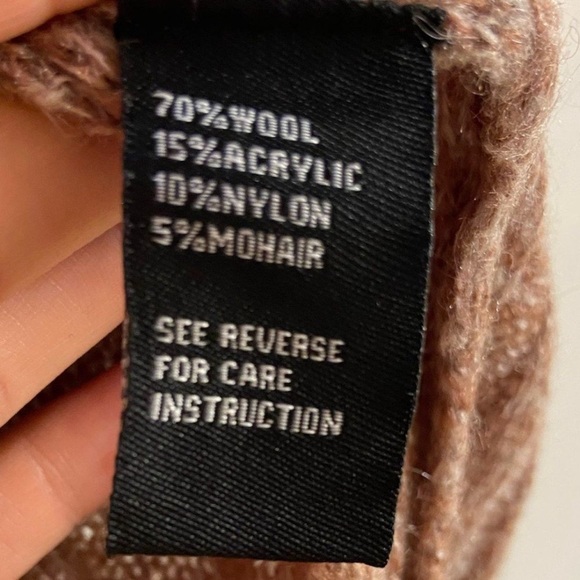 70%WOOL
15%ACRYLIC
10%NYLON
5%MOHAIR
SEE REVERSE
FOR CARE
INSTRUCTION